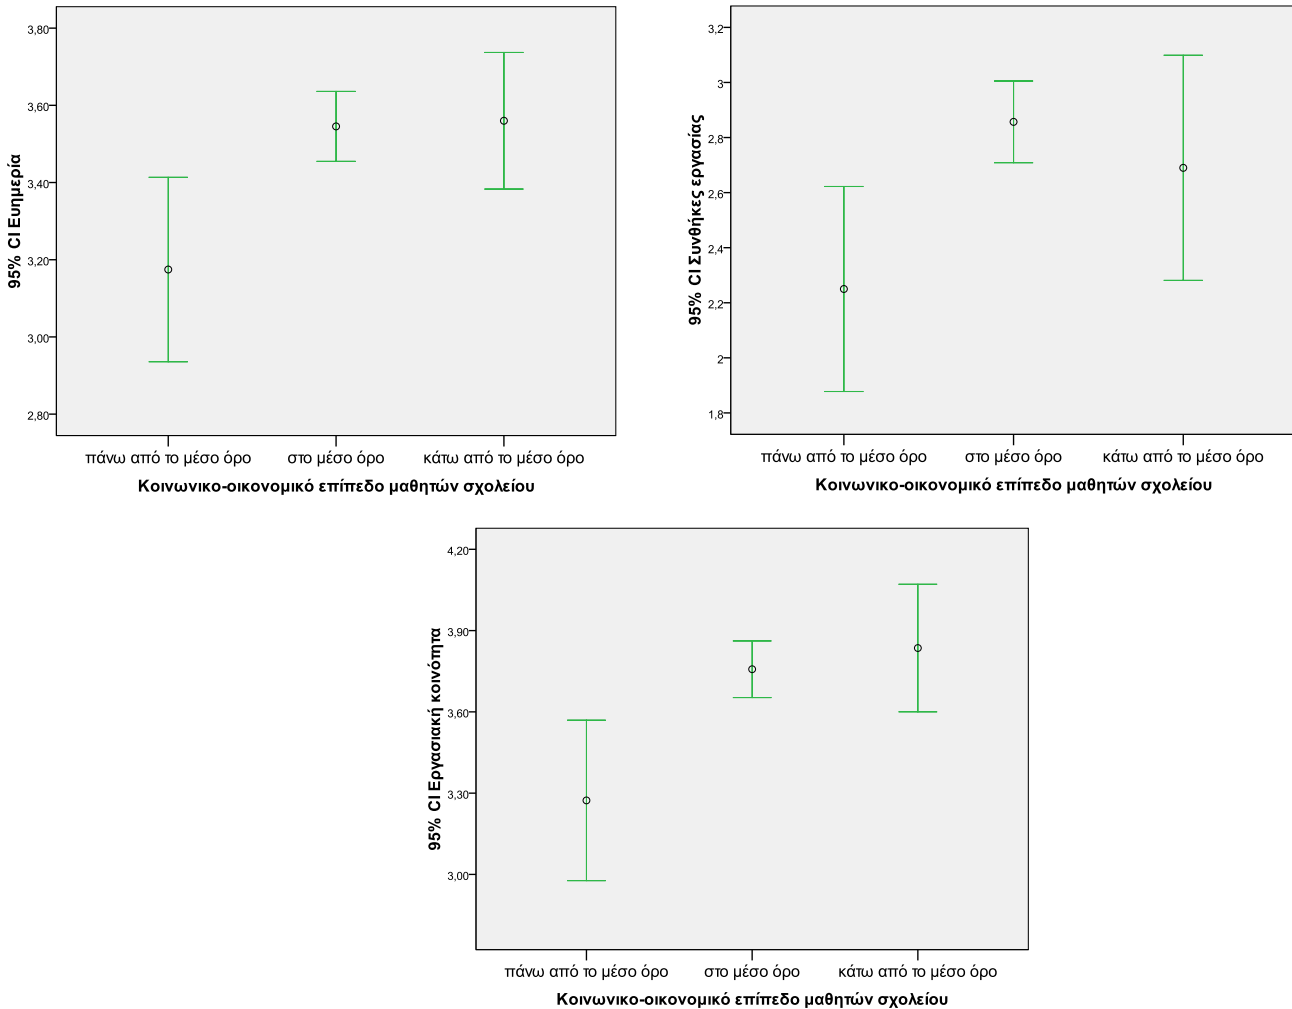 3,80
3,60
3,40
3,20
3,00
2,80
95% CI Ευημερία
πάνω από το μέσο όρο στο μέσο όρο κάτω από το μέσο όρο
Κοινωνικο-οικονομικό επίπεδο μαθητών σχολείου
3,2
3
2,8
2,6
2,4
2,2
2
1,8
95% CI Συνθήκες εργασίας
πάνω από το μέσο όρο στο μέσο όρο κάτω από το μέσο όρο
Κοινωνικο-οικονομικό επίπεδο μαθητών σχολείου
4,20
3,90
3,60
3,30
3,00
95% CI Εργασιακή κοινότητα
πάνω από το μέσο όρο στο μέσο όρο κάτω από το μέσο όρο
Κοινωνικο-οικονομικό επίπεδο μαθητών σχολείου